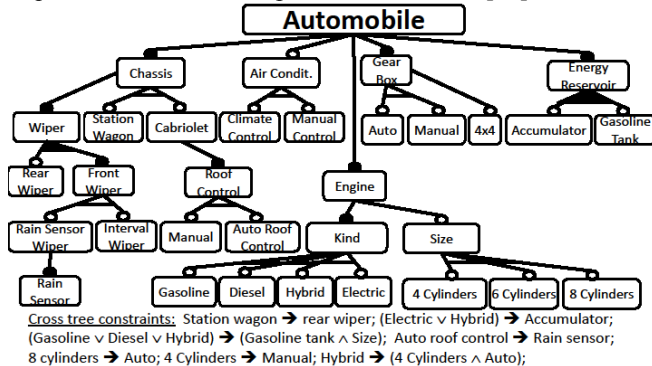 Automobile
Chassis
Air Condit.
Gear
Box
Energy
Reservoir
Wiper
Station
Wagon
Cabriolet
Climate
Control
Manual
Control
Auto
Manual
4x4
Accumulator
Gasoline
Tank
Rear
Wiper
Front
Wiper
Roof
Control
Engine
Rain Sensor
Wiper
Interval
Wiper
Manual
Auto Roof
Control
Kind
Size
Rain
Sensor
Gasoline
Diesel
Hybrid
Electric
4 Cylinders
6 Cylinders
8 Cylinders
Cross tree constraints: Station wagon ➔ rear wiper; (Electric ∨ Hybrid) ➔ Accumulator;
(Gasoline ∨ Diesel ∨ Hybrid) ➔ (Gasoline tank ∧ Size); Auto roof control ➔ Rain sensor;
8 cylinders ➔ Auto; 4 Cylinders ➔ Manual; Hybrid ➔ (4 Cylinders ∧ Auto);